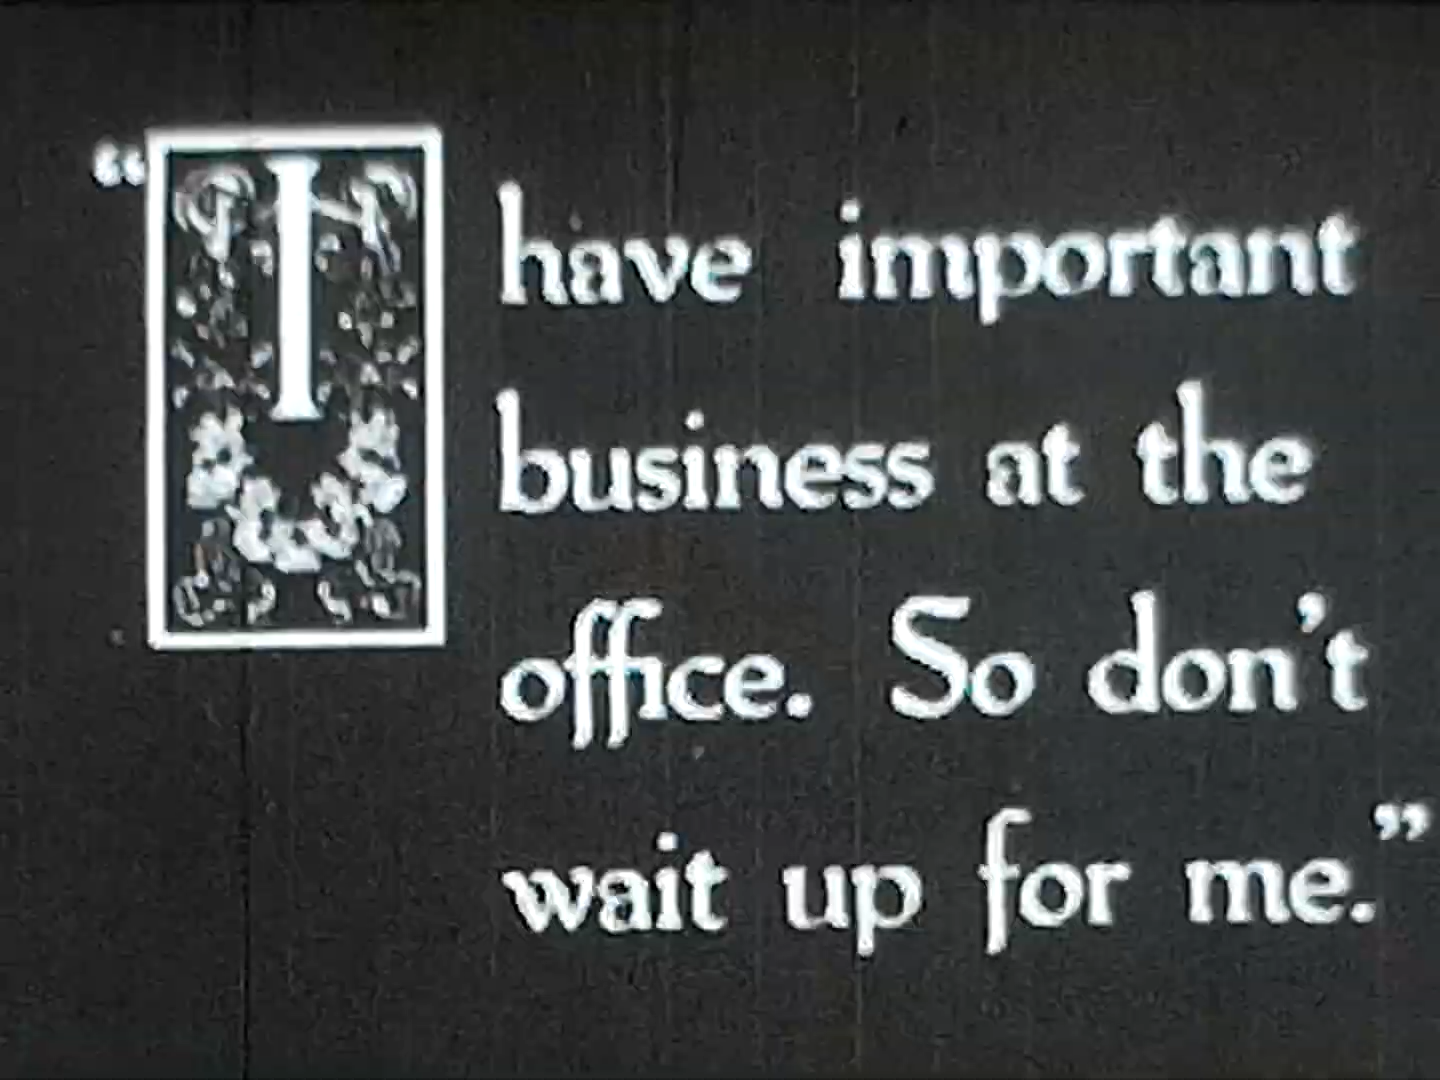 “I have important
business at the
office. So don't
wait up for me.”